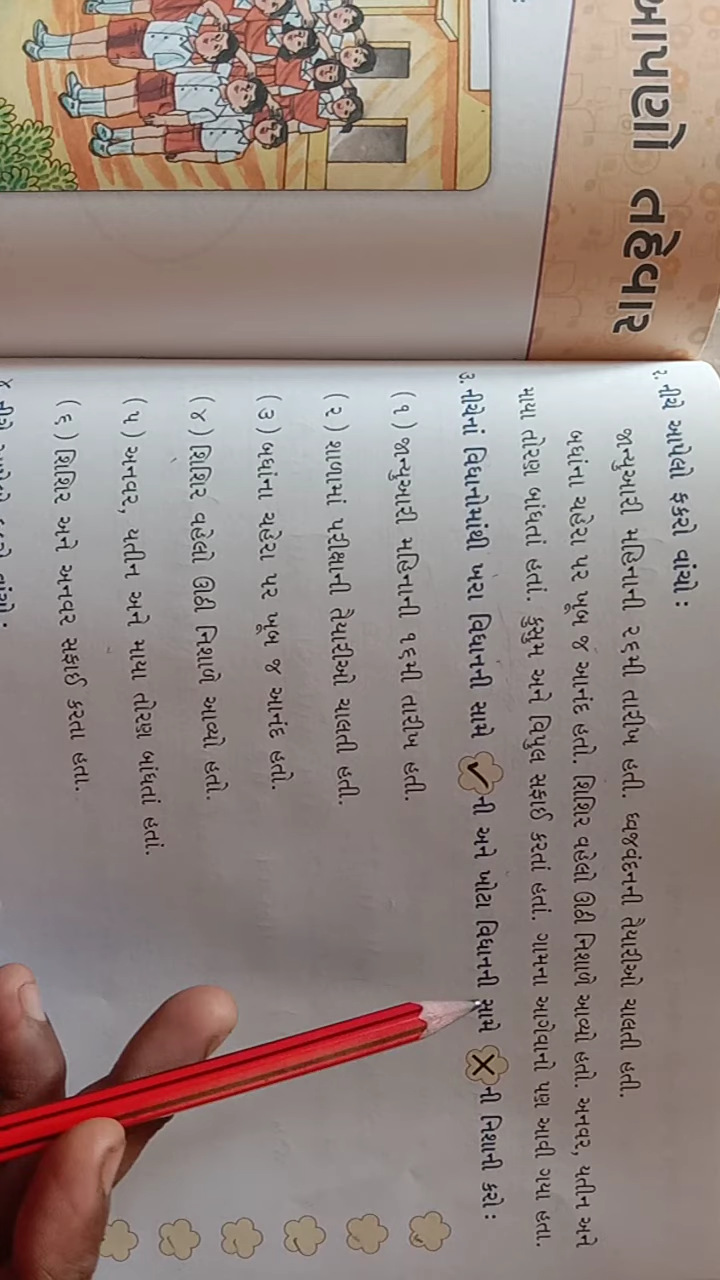 આપણો તહેવાર
૨. નીચે આપેલો ફકરો વાંચો :
જાન્યુઆરી મહિનાની ૨૬મી તારીખ હતી. ધ્વજવંદનની તૈયારીઓ ચાલતી હતી.
બધાંના ચહેરા પર ખૂબ જ આનંદ હતો. શિશિર વહેલો ઊઠી નિશાળે આવ્યો હતો. અનવર, યતીન અને
માયા તોરણ બાંધતાં હતાં. કુસુમ અને વિપુલ સફાઈ કરતાં હતાં. ગામના આગેવાનો પણ આવી ગયા હતા.
૩. નીચેનાં વિધાનોમાંથી ખરા વિધાનની સામે ✓ ની અને ખોટા વિધાનની સામે ✗ ની નિશાની કરો :
(૧) જાન્યુઆરી મહિનાની ૧૬મી તારીખ હતી.
(૨) શાળામાં પરીક્ષાની તૈયારીઓ ચાલતી હતી.
(૩) બધાંના ચહેરા પર ખૂબ જ આનંદ હતો.
(૪) શિશિર વહેલો ઊઠી નિશાળે આવ્યો હતો.
(૫) અનવર, યતીન અને માયા તોરણ બાંધતાં હતાં.
(૬) શિશિર અને અનવર સફાઈ કરતા હતા.